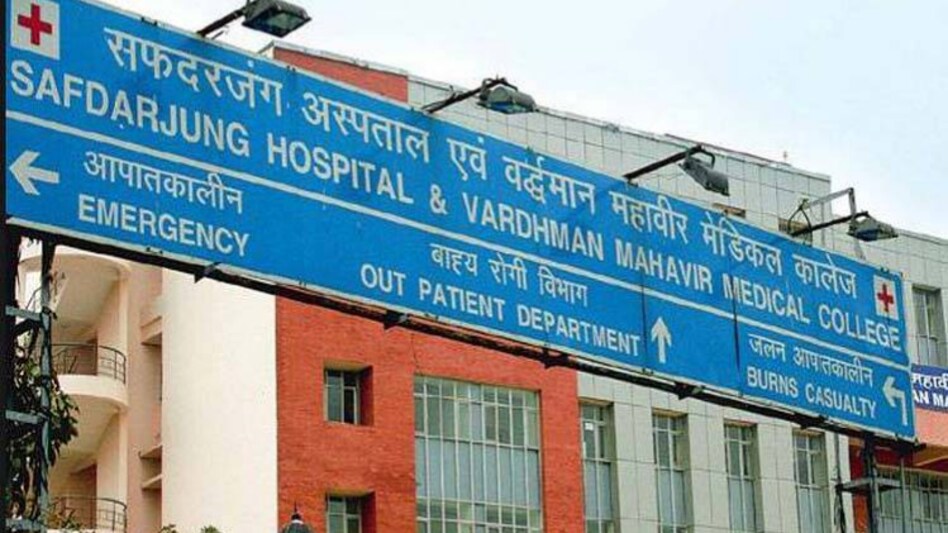 सफदरजंग अस्पताल एवं वर्द्धमान महावीर मेडिकल कालेज
SAFDARJUNG HOSPITAL & VARDHMAN MAHAVIR MEDICAL COLLEGE
आपातकालीन
EMERGENCY
बाह्य रोगी विभाग
OUT PATIENT DEPARTMENT
जलन आपातकालीन
BURNS CASUALTY